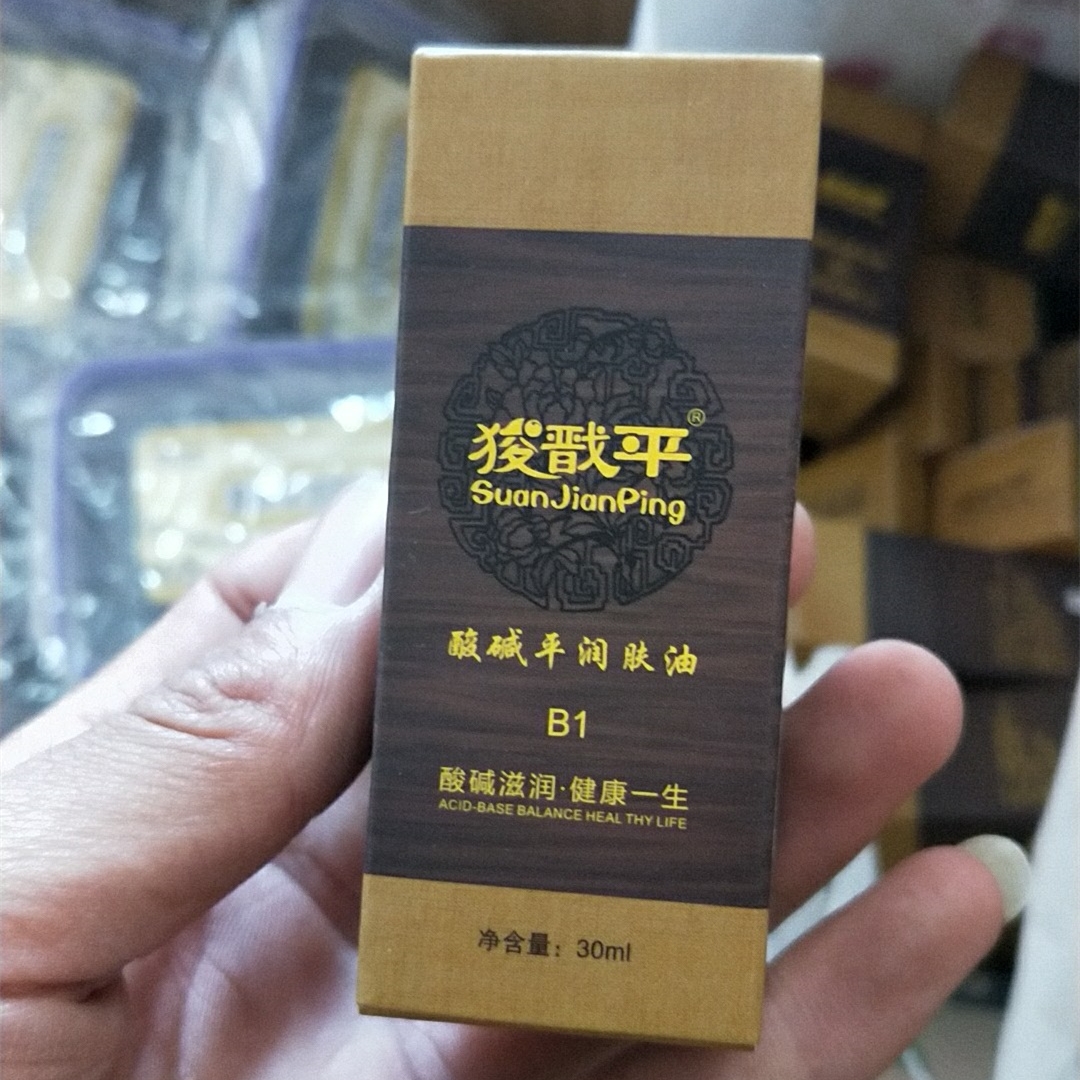 狻戬平®
SuanJianPing
酸碱平润肤油
B1
酸碱滋润·健康一生
ACID-BASE BALANCE HEAL THY LIFE
净含量：30ml